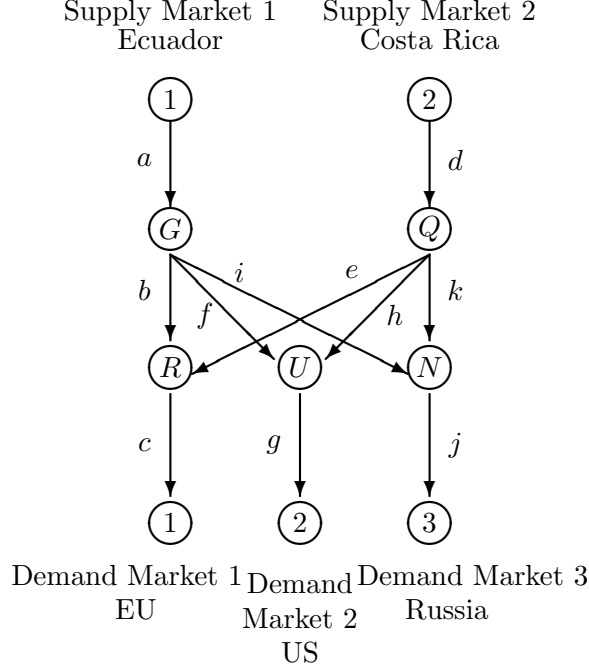 Supply Market 1 Supply Market 2
Ecuador Costa Rica
1 2
a d
G Q
i e
b f h k
R U N
c g j
1 2 3
Demand Market 1 Demand Demand Market 3
EU Market 2 Russia
US